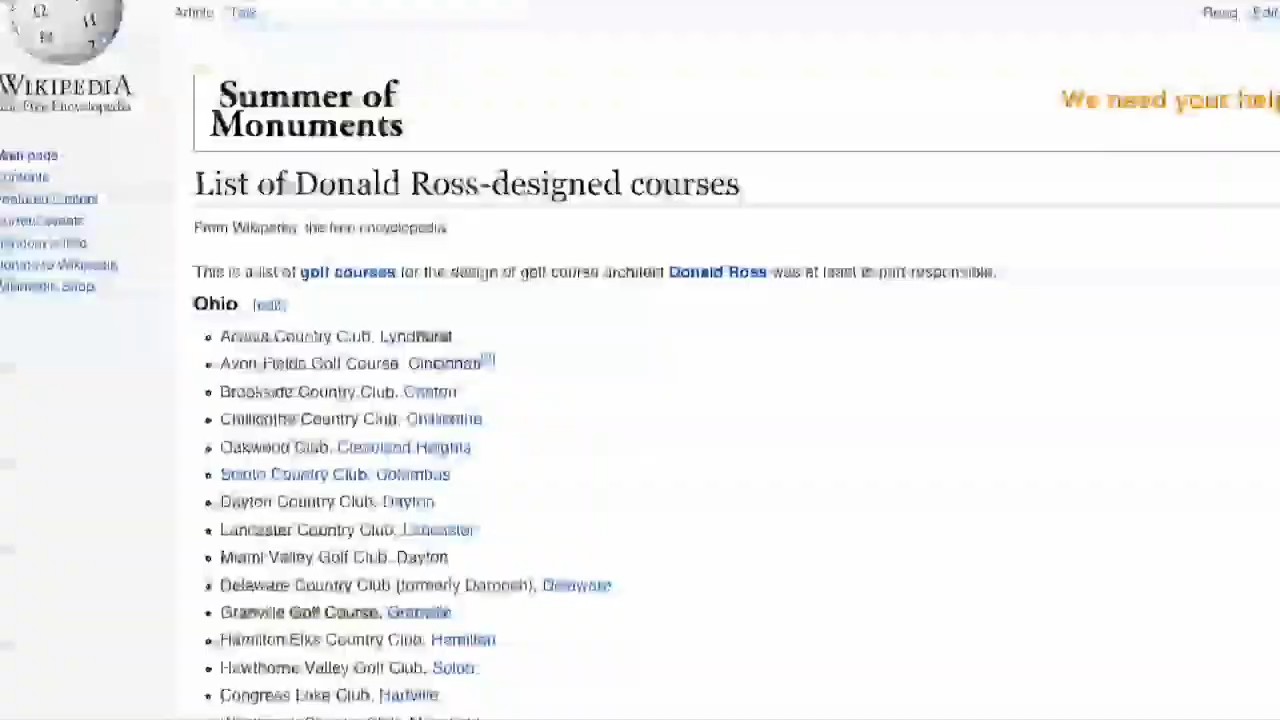 Article Talk
Read Edit
WIKIPEDIA
The Free Encyclopedia
Summer of
Monuments
We need your help
Main page
Contents
Featured Content
Current Events
Random Article
Donate to Wikipedia
Wikimedia Shop
List of Donald Ross-designed courses
From Wikipedia, the free encyclopedia
This is a list of golf courses for the design of golf course architect Donald Ross was at least in part responsible.
Ohio [edit]
Country Club, Lyndhurst
Avon Fields Golf Course, Cincinnati
Brookside Country Club, Canton
Chillicothe Country Club, Chillicothe
Oakwood Club, Cleveland Heights
Scioto Country Club, Columbus
Dayton Country Club, Dayton
Lancaster Country Club, Lancaster
Miami Valley Golf Club, Dayton
Delaware Country Club (formerly Dornoch), Delaware
Granville Golf Course, Granville
Hamilton Elks Country Club, Hamilton
Hawthorne Valley Golf Club, Solon
Congress Lake Club, Hartville